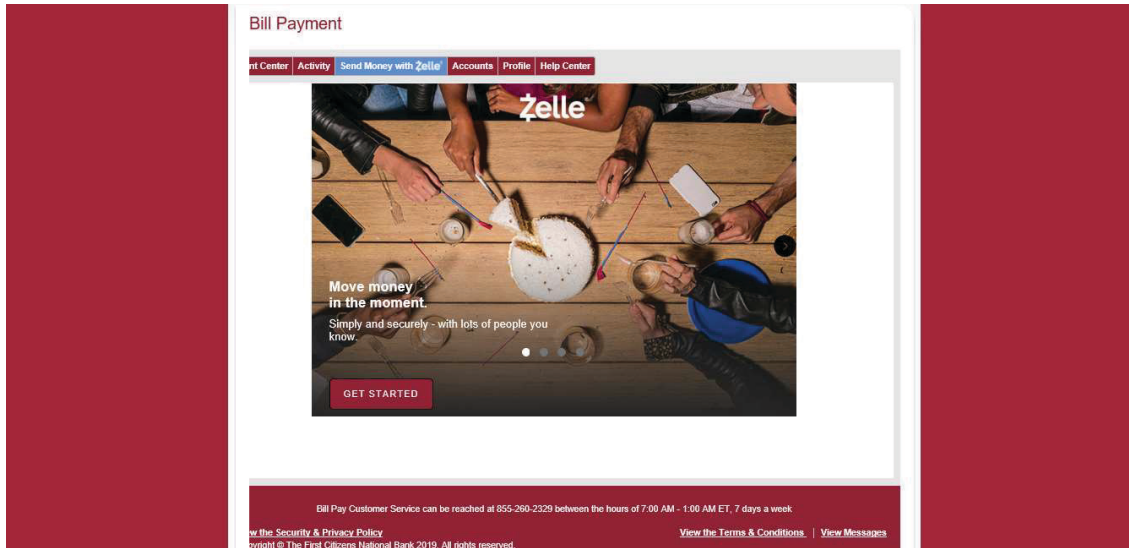 Bill Payment
nt Center Activity Send Money with Zelle® Accounts Profile Help Center
Zelle®
Move money
in the moment.
Simply and securely - with lots of people you
know.
GET STARTED
Bill Pay Customer Service can be reached at 855-260-2329 between the hours of 7:00 AM - 1:00 AM ET, 7 days a week
w the Security & Privacy Policy View the Terms & Conditions | View Messages
pyright © The First Citizens National Bank 2019. All rights reserved.